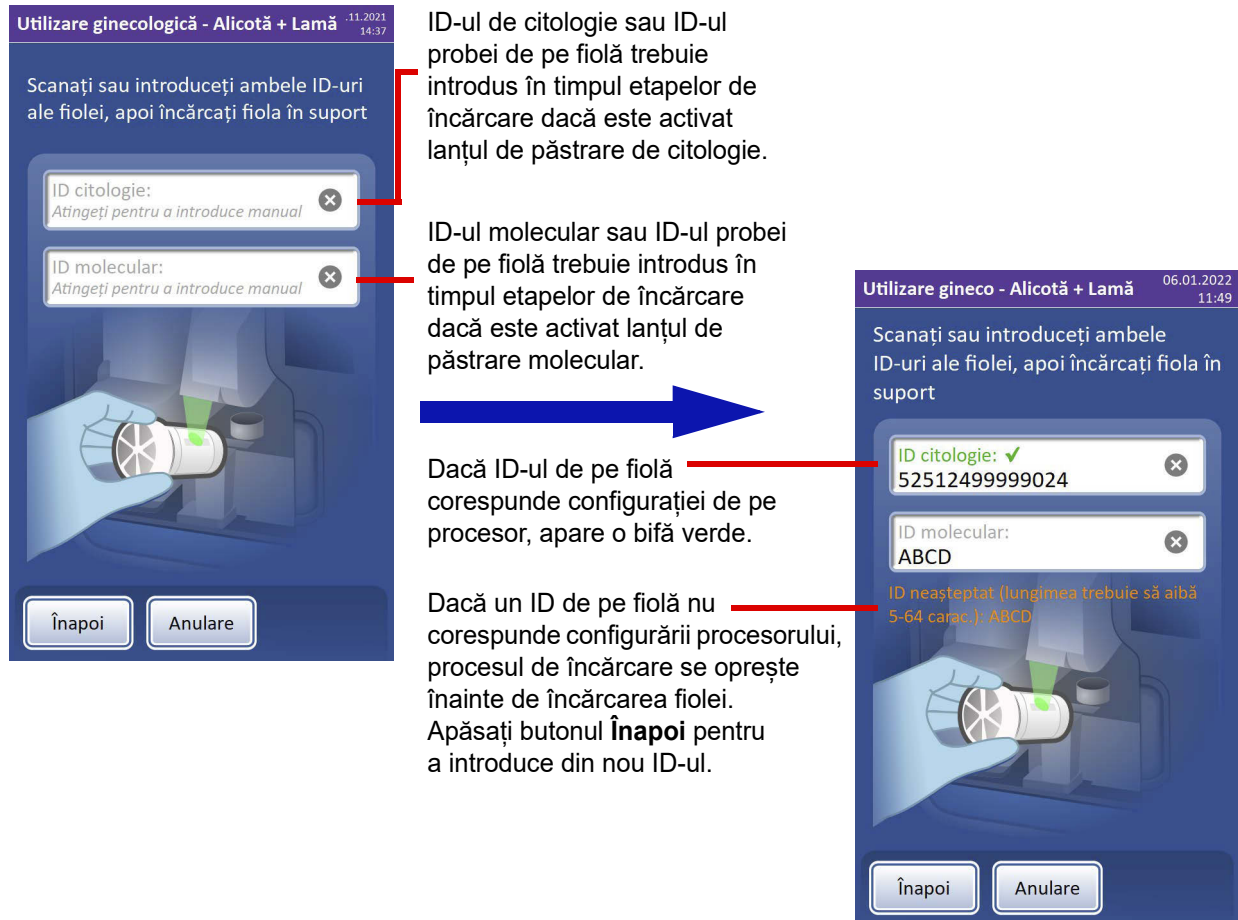 Utilizare ginecologică - Alicotă + Lamă
.11.2021
14:37
Scanați sau introduceți ambele ID-uri
ale fiolei, apoi încărcați fiola în suport
ID citologie:
Atingeți pentru a introduce manual
ID molecular:
Atingeți pentru a introduce manual
Înapoi
Anulare
ID-ul de citologie sau ID-ul
probei de pe fiolă trebuie
introdus în timpul etapelor de
încărcare dacă este activat
lanțul de păstrare de citologie.
ID-ul molecular sau ID-ul probei
de pe fiolă trebuie introdus în
timpul etapelor de încărcare
dacă este activat lanțul de
păstrare molecular.
Dacă ID-ul de pe fiolă
corespunde configurației de pe
procesor, apare o bifă verde.
Dacă un ID de pe fiolă nu
corespunde configurării procesorului,
procesul de încărcare se oprește
înainte de încărcarea fiolei.
Apăsați butonul Înapoi pentru
a introduce din nou ID-ul.
Utilizare gineco - Alicotă + Lamă
06.01.2022
11:49
Scanați sau introduceți ambele
ID-uri ale fiolei, apoi încărcați fiola în
suport
ID citologie: ✓
52512499999024
ID molecular:
ABCD
ID neașteptat (lungimea trebuie să aibă
5-64 carac.): ABCD
Înapoi
Anulare